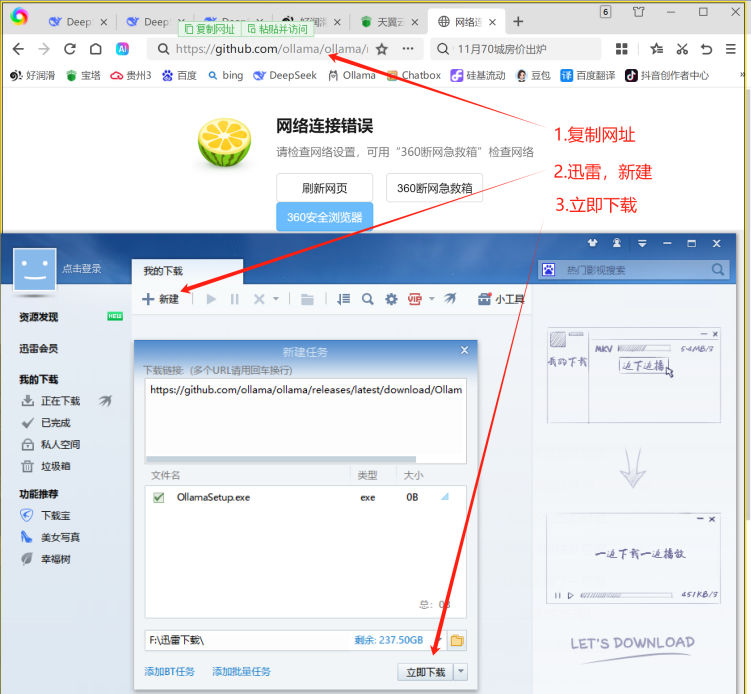 6
Deep
Deep
好润滑
天翼云
网络连
复制网址
粘贴并访问
https://github.com/ollama/ollama/r
11月70城房价出炉
好润滑
宝塔
贵州3
百度
bing
DeepSeek
Ollama
Chatbox
硅基流动
豆包
百度翻译
抖音创作者中心
»
网络连接错误
请检查网络设置，可用“360断网急救箱”检查网络
刷新网页
360断网急救箱
360安全浏览器
1.复制网址
2.迅雷，新建
3.立即下载
点击登录
我的下载
热门影视搜索
新建
VIP
小工具
资源发现
NEW
迅雷会员
我的下载
正在下载
已完成
私人空间
垃圾箱
功能推荐
下载宝
美女写真
幸福树
新建任务
下载链接:（多个URL请用回车换行）
https://github.com/ollama/ollama/releases/latest/download/Ollam
文件名
类型
大小
OllamaSetup.exe
exe
0B
总: 0B
F:\迅雷下载\
剩余: 237.50GB
添加BT任务
添加批量任务
立即下载
我的下载
MKV
5.4MB/S
边下边播
一边下载一边播放
451KB/S
LET'S DOWNLOAD